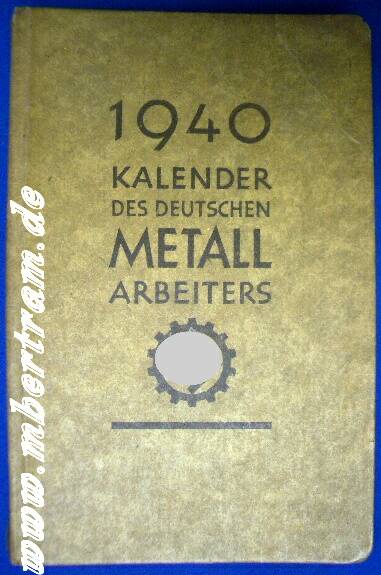 1940
KALENDER
DES DEUTSCHEN
METALL
ARBEITERS
www.mbertram.de